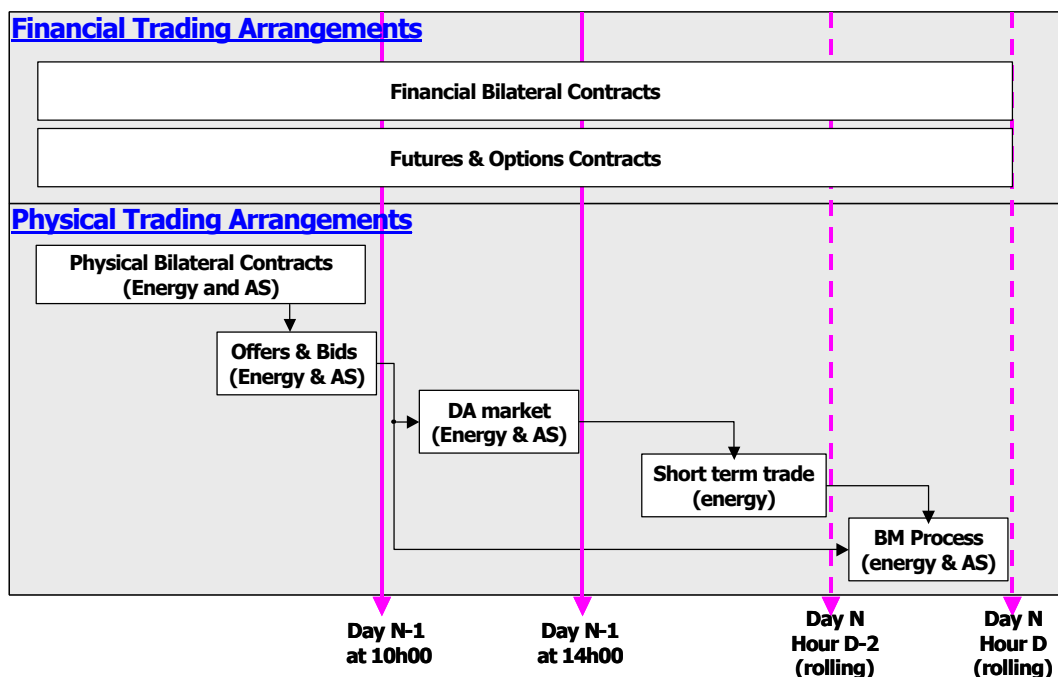 Financial Trading Arrangements
Financial Bilateral Contracts
Futures & Options Contracts
Physical Trading Arrangements
Physical Bilateral Contracts
(Energy and AS)
Offers & Bids
(Energy & AS)
DA market
(Energy & AS)
Short term trade
(energy)
BM Process
(energy & AS)
Day N-1
at 10h00
Day N-1
at 14h00
Day N
Hour D-2
(rolling)
Day N
Hour D
(rolling)